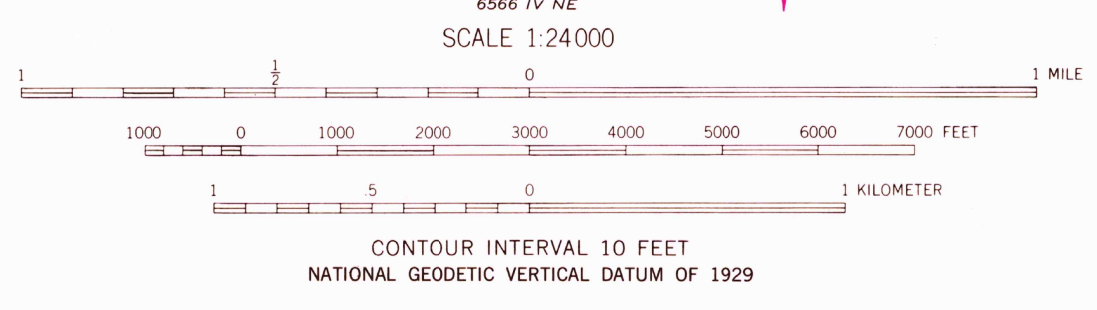 6566 IV NE
SCALE 1:24000
1 1/2 0 1 MILE
1000 0 1000 2000 3000 4000 5000 6000 7000 FEET
1 .5 0 1 KILOMETER
CONTOUR INTERVAL 10 FEET
NATIONAL GEODETIC VERTICAL DATUM OF 1929